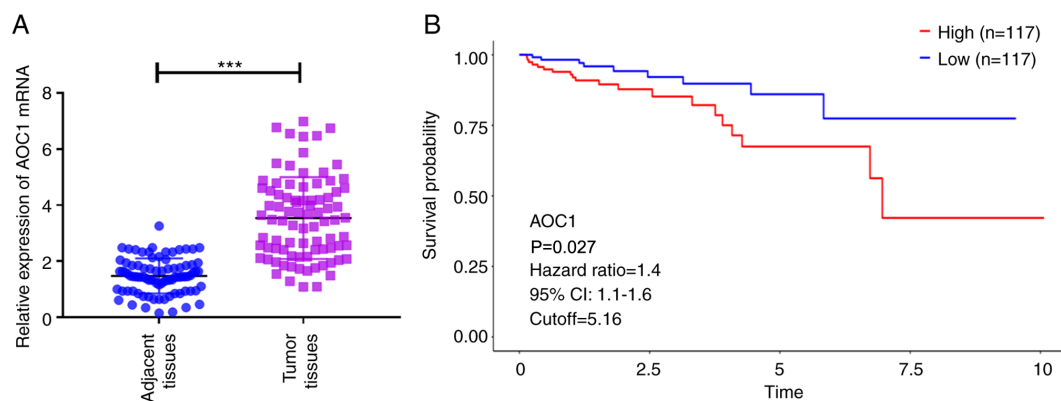 A
Relative expression of AOC1 mRNA
***
8
6
4
2
0
Adjacent
tissues
Tumor
tissues
B
High (n=117)
Low (n=117)
Survival probability
1.00
0.75
0.50
0.25
0.00
AOC1
P=0.027
Hazard ratio=1.4
95% CI: 1.1-1.6
Cutoff=5.16
0
2.5
5
7.5
10
Time